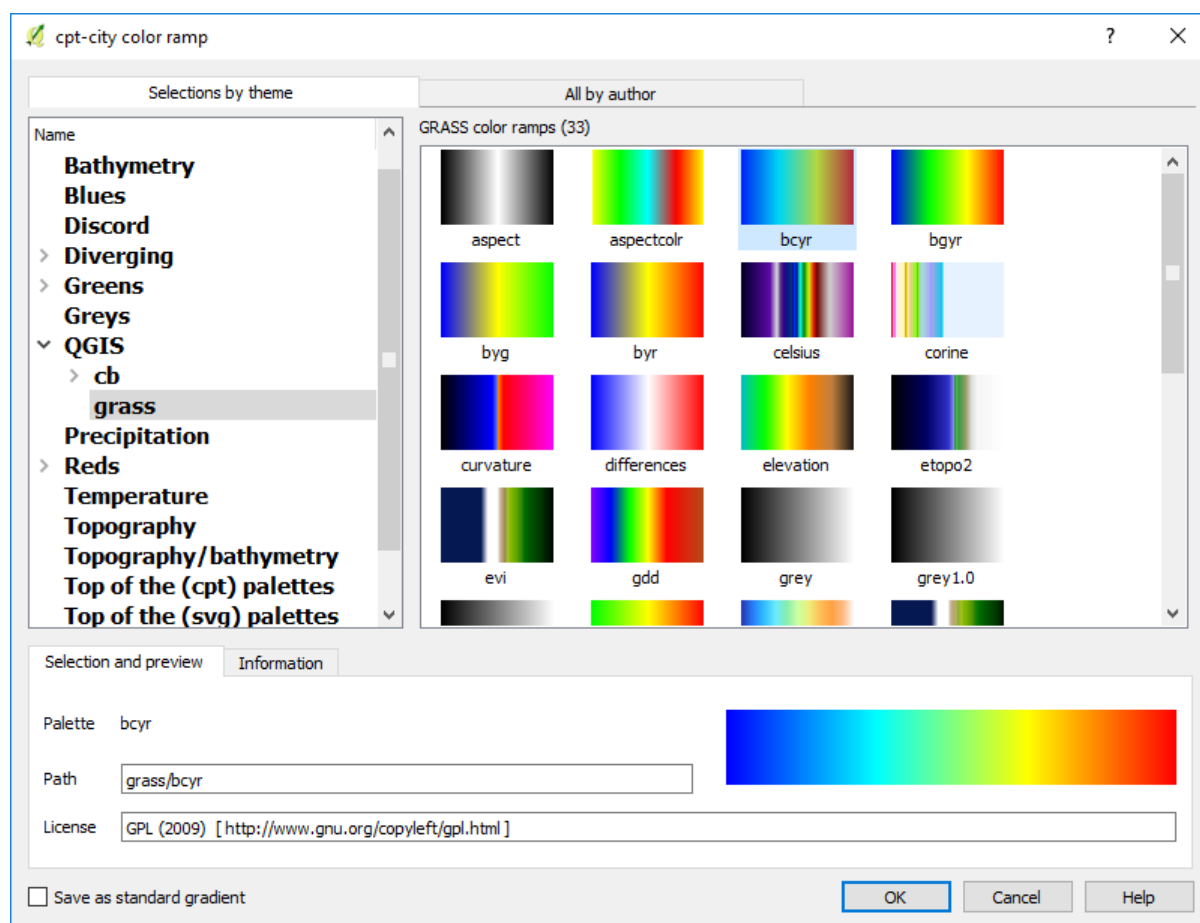 cpt-city color ramp
?
Selections by theme
All by author
Name
Bathymetry
Blues
Discord
Diverging
Greens
Greys
QGIS
cb
grass
Precipitation
Reds
Temperature
Topography
Topography/bathymetry
Top of the (cpt) palettes
Top of the (svg) palettes
GRASS color ramps (33)
aspect aspectcolr bcyr bgyr
byg byr celsius corine
curvature differences elevation etopo2
evi gdd grey grey1.0
Selection and preview Information
Palette bcyr
Path grass/bcyr
License GPL (2009) [ http://www.gnu.org/copyleft/gpl.html ]
Save as standard gradient
OK Cancel Help